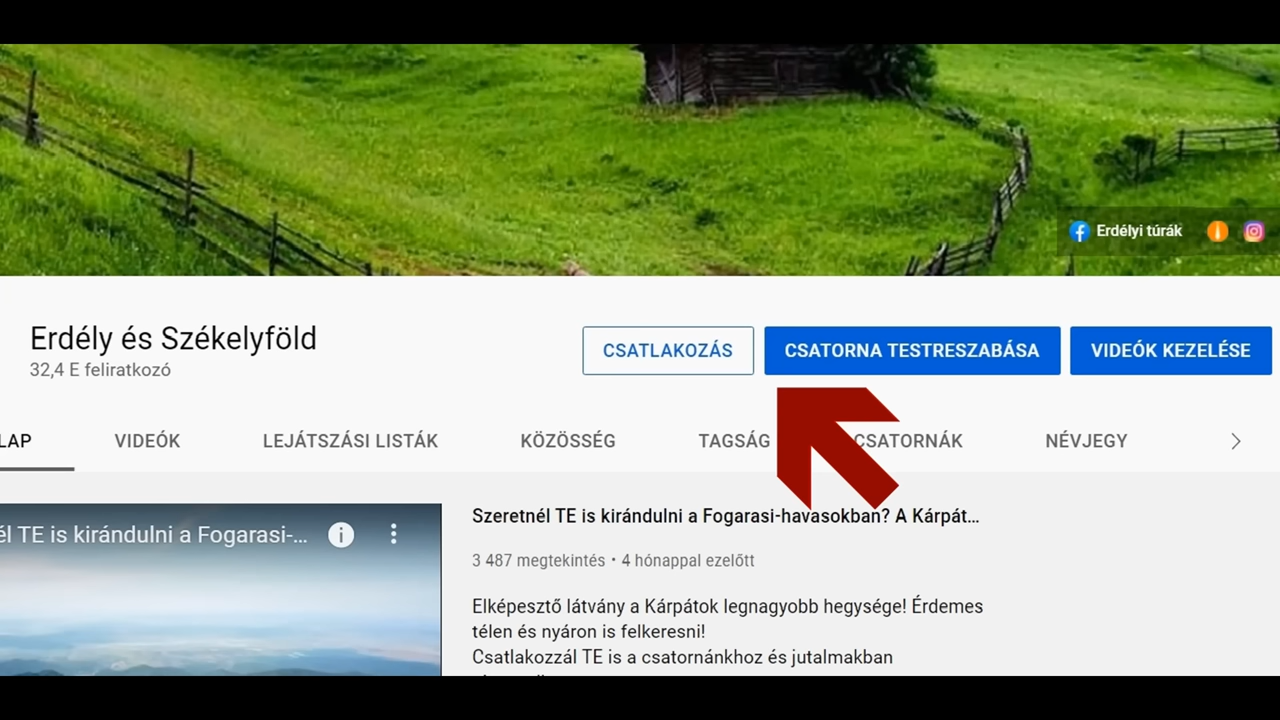 Erdélyi túrák
Erdély és Székelyföld
32,4 E feliratkozó
CSATLAKOZÁS
CSATORNA TESTRESZABÁSA
VIDEÓK KEZELÉSE
LAP
VIDEÓK
LEJÁTSZÁSI LISTÁK
KÖZÖSSÉG
TAGSÁG
CSATORNÁK
NÉVJEGY
él TE is kirándulni a Fogarasi-...
Szeretnél TE is kirándulni a Fogarasi-havasokban? A Kárpát...
3 487 megtekintés • 4 hónappal ezelőtt
Elképesztő látvány a Kárpátok legnagyobb hegysége! Érdemes
télen és nyáron is felkeresni!
Csatlakozzál TE is a csatornánkhoz és jutalmakban